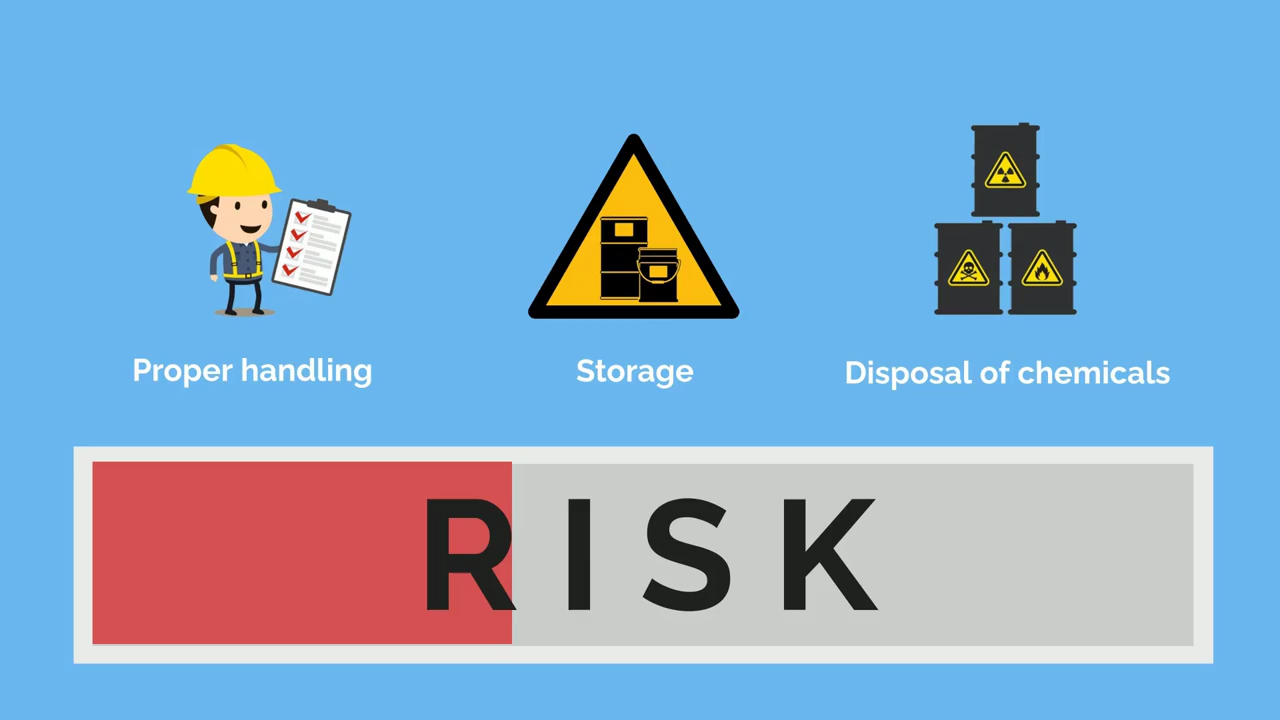 Proper handling
Storage
Disposal of chemicals
RISK